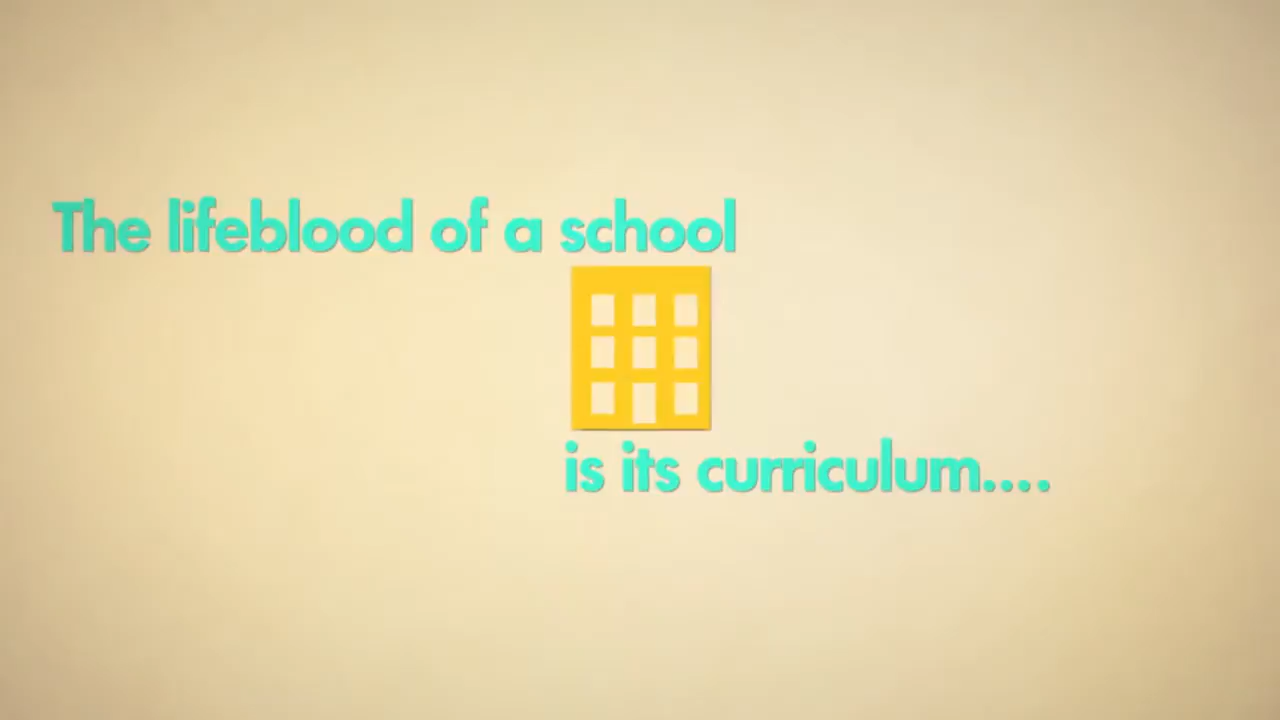 The lifeblood of a school
is its curriculum....